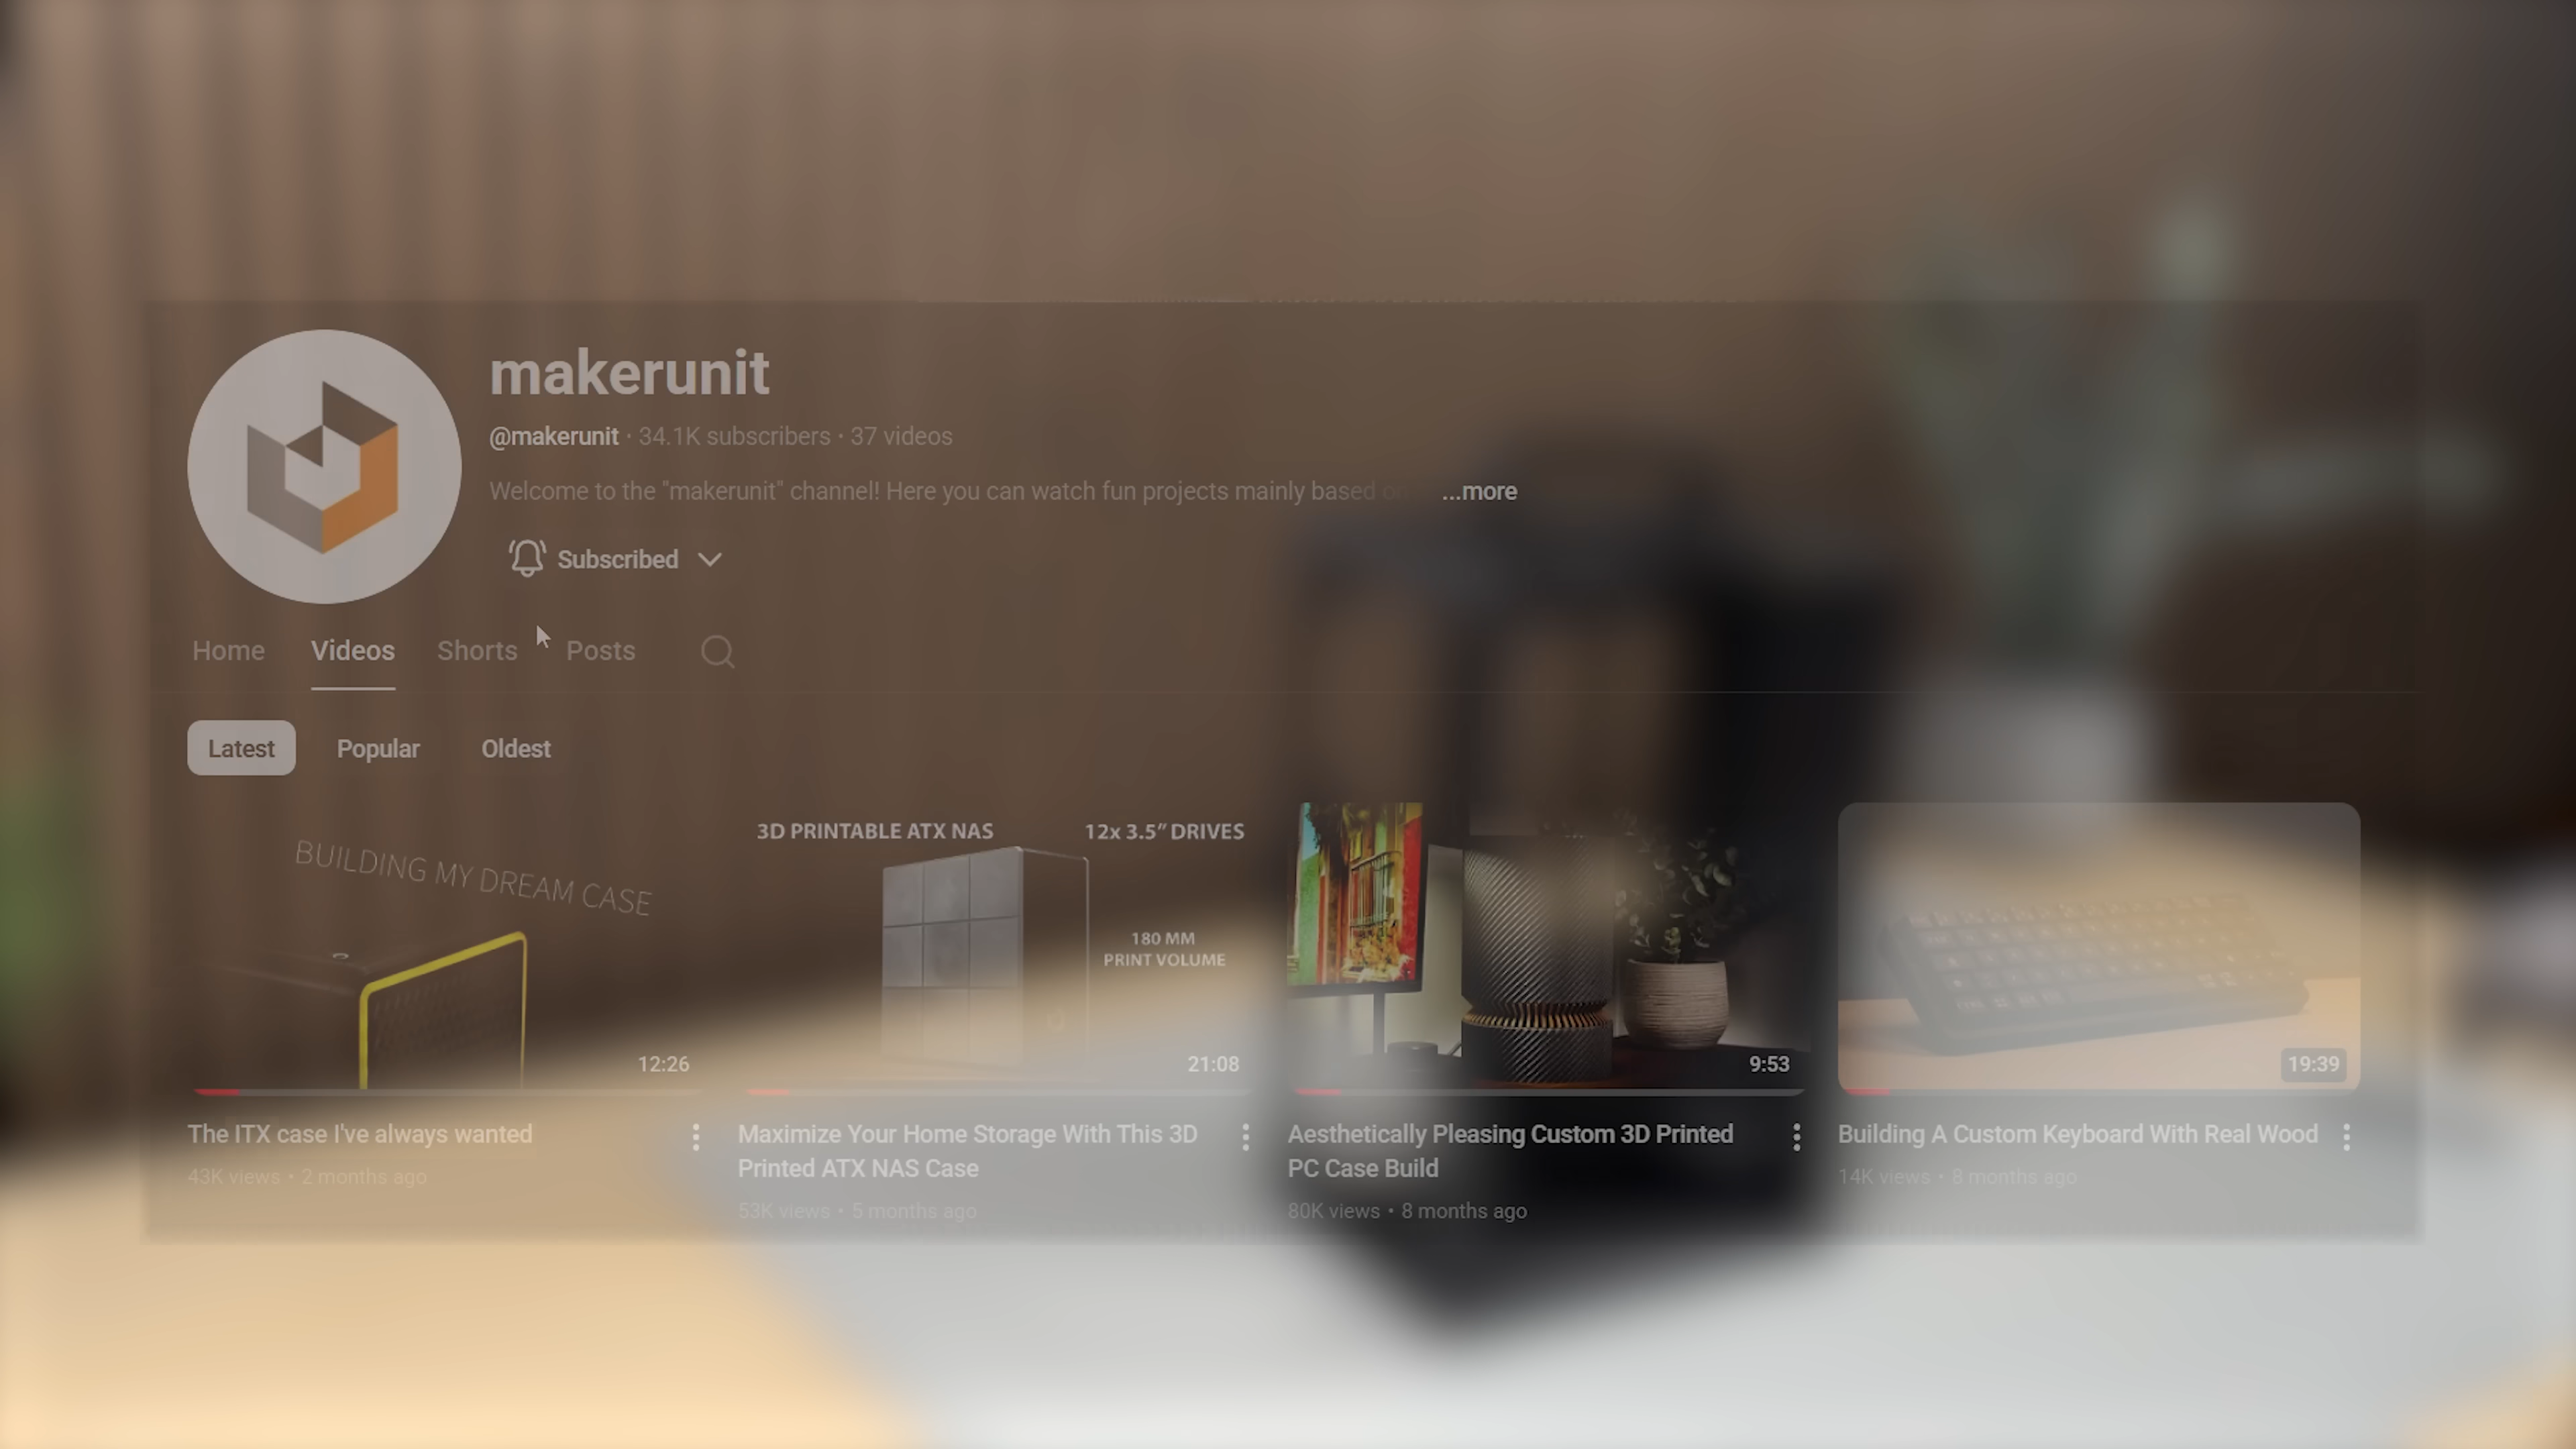 makerunit
@makerunit · 34.1K subscribers · 37 videos
Welcome to the "makerunit" channel! Here you can watch fun projects mainly based ...more
Subscribed
Home Videos Shorts Posts
Latest Popular Oldest
BUILDING MY DREAM CASE
12:26
3D PRINTABLE ATX NAS 12x 3.5″ DRIVES
180 MM
PRINT VOLUME
21:08
9:53
19:39
The ITX case I've always wanted
43K views · 2 months ago
Maximize Your Home Storage With This 3D
Printed ATX NAS Case
53K views · 5 months ago
Aesthetically Pleasing Custom 3D Printed
PC Case Build
80K views · 8 months ago
Building A Custom Keyboard With Real Wood
14K views · 8 months ago